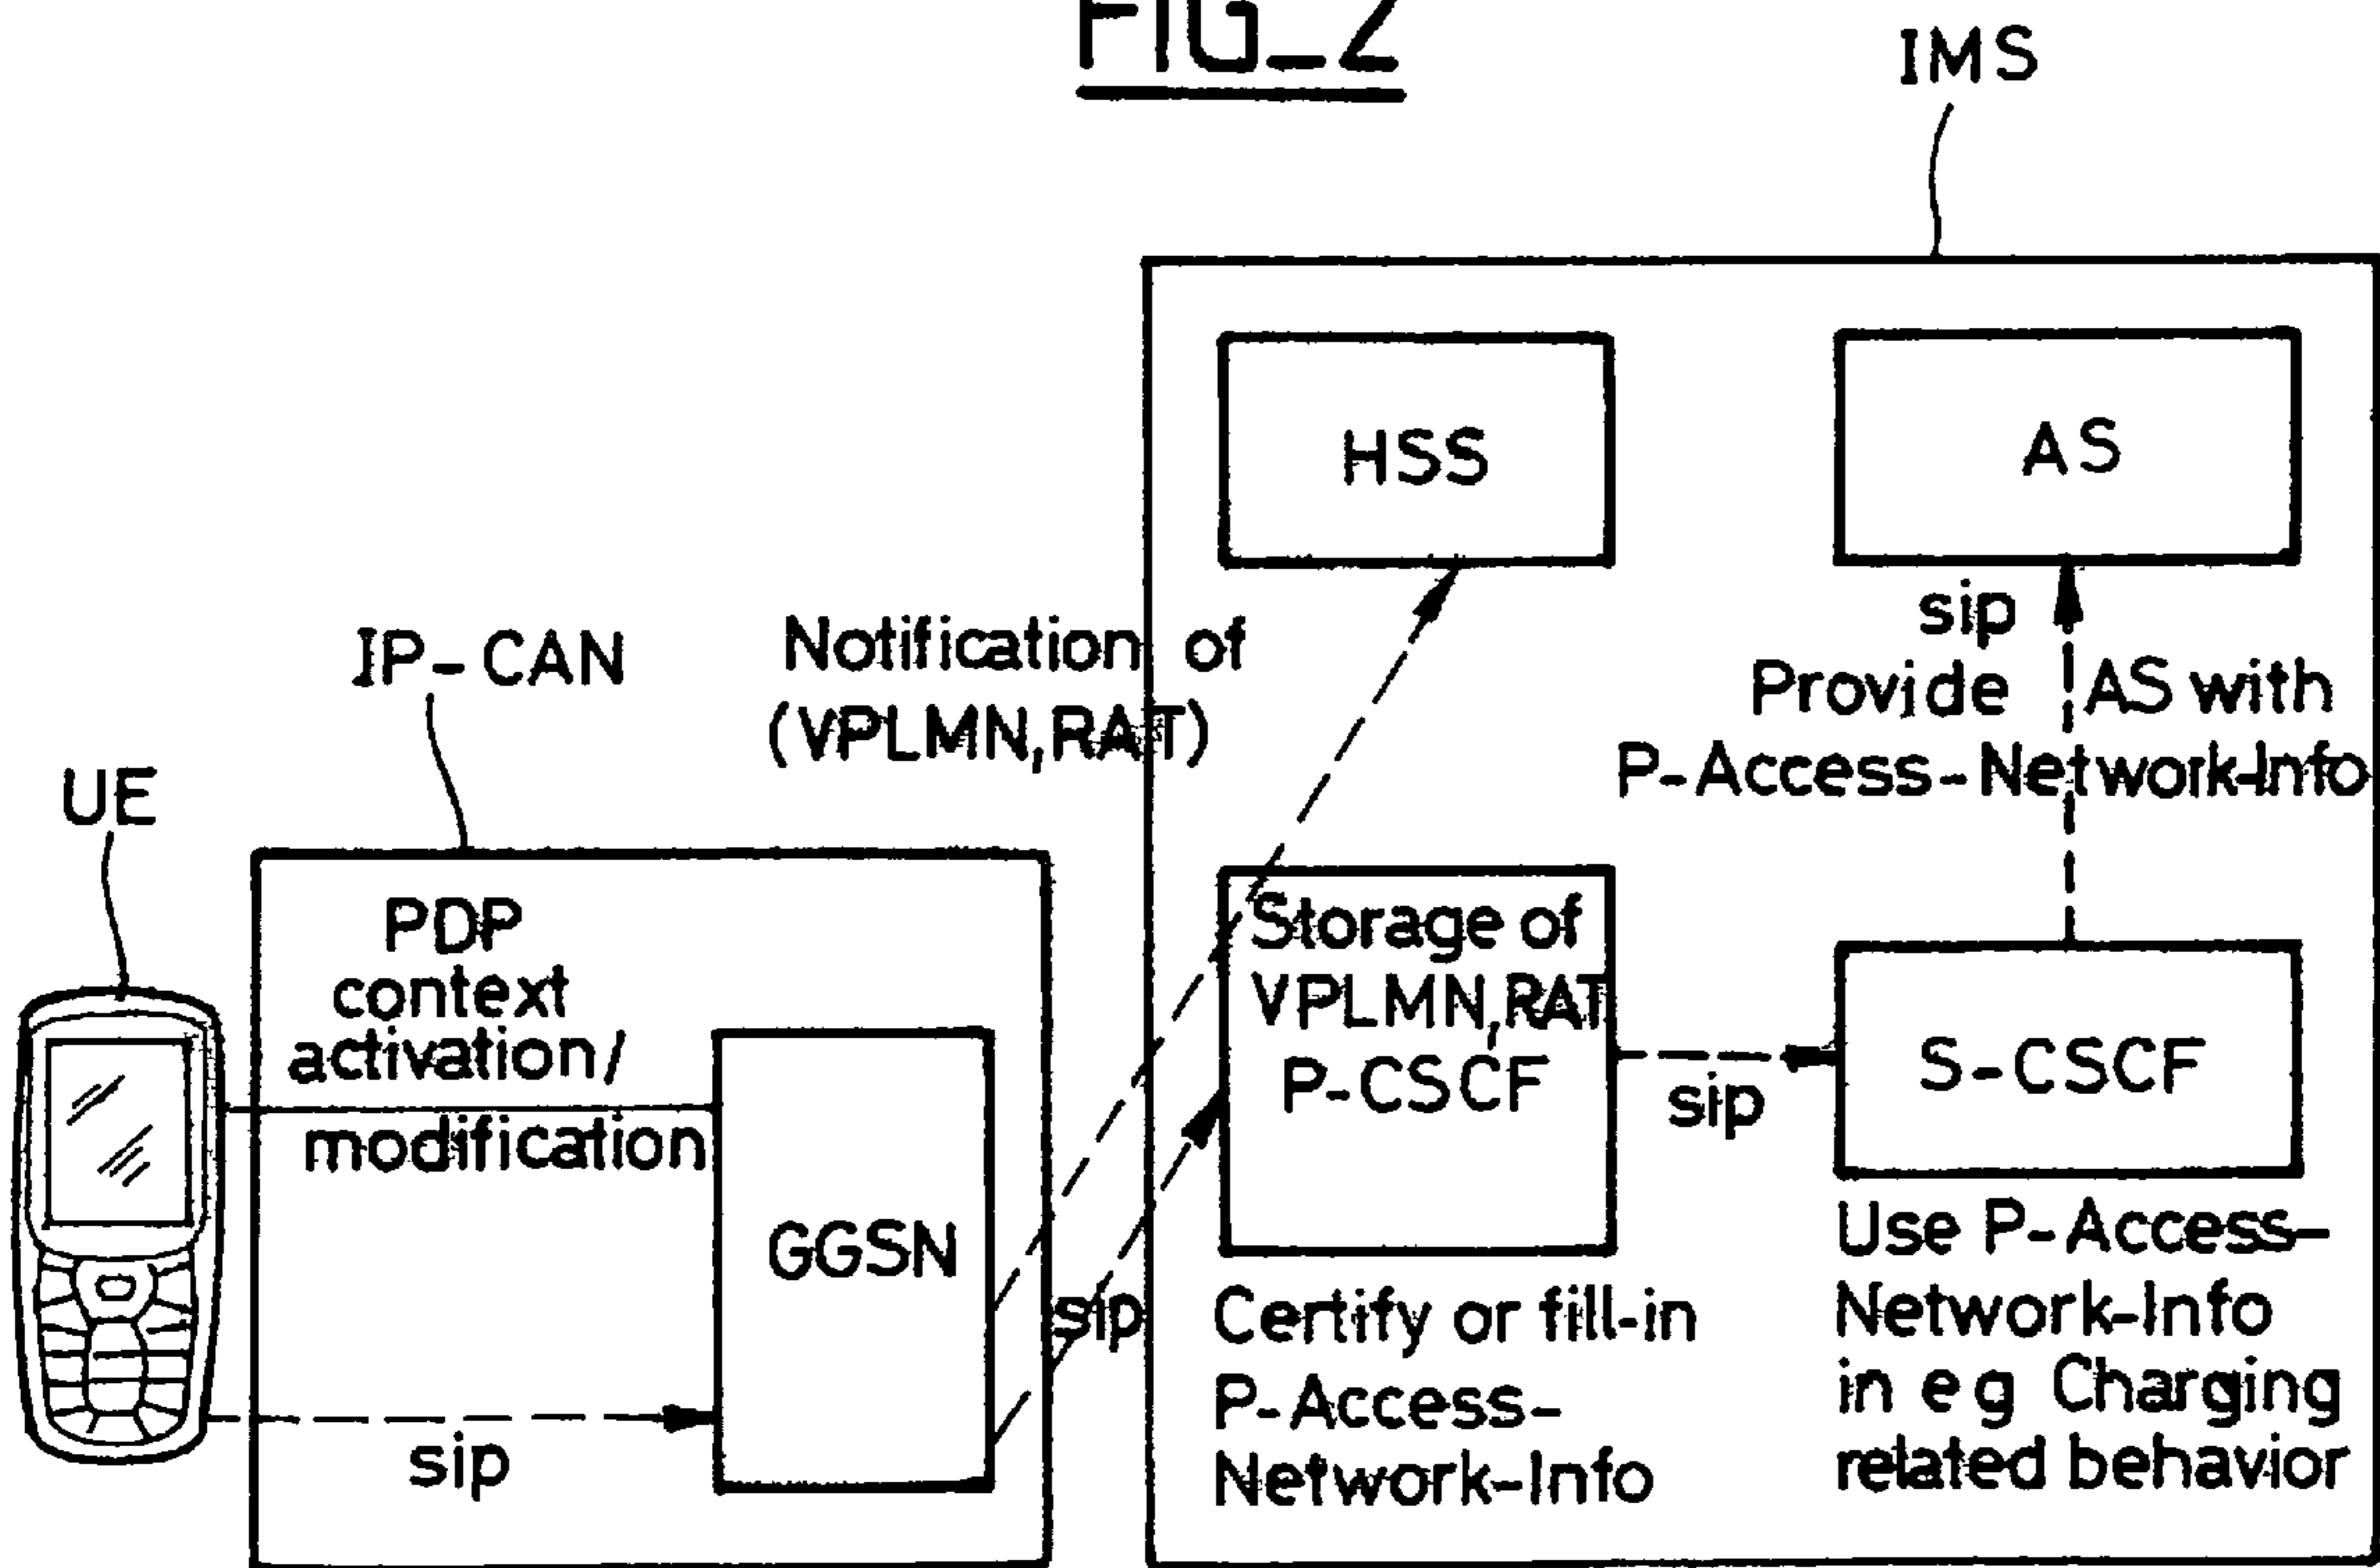 FIG_2
IMS
HSS
AS
sip
Provide AS with
P-Access-Network-Info
Notification of
(VPLMN,RAT)
IP-CAN
UE
PDP
context
activation/
modification
GGSN
sip
sip
Storage of
VPLMN,RAT
P-CSCF
sip
S-CSCF
Certify or fill-in
P-Access-
Network-Info
Use P-Access-
Network-Info
in e g Charging
related behavior